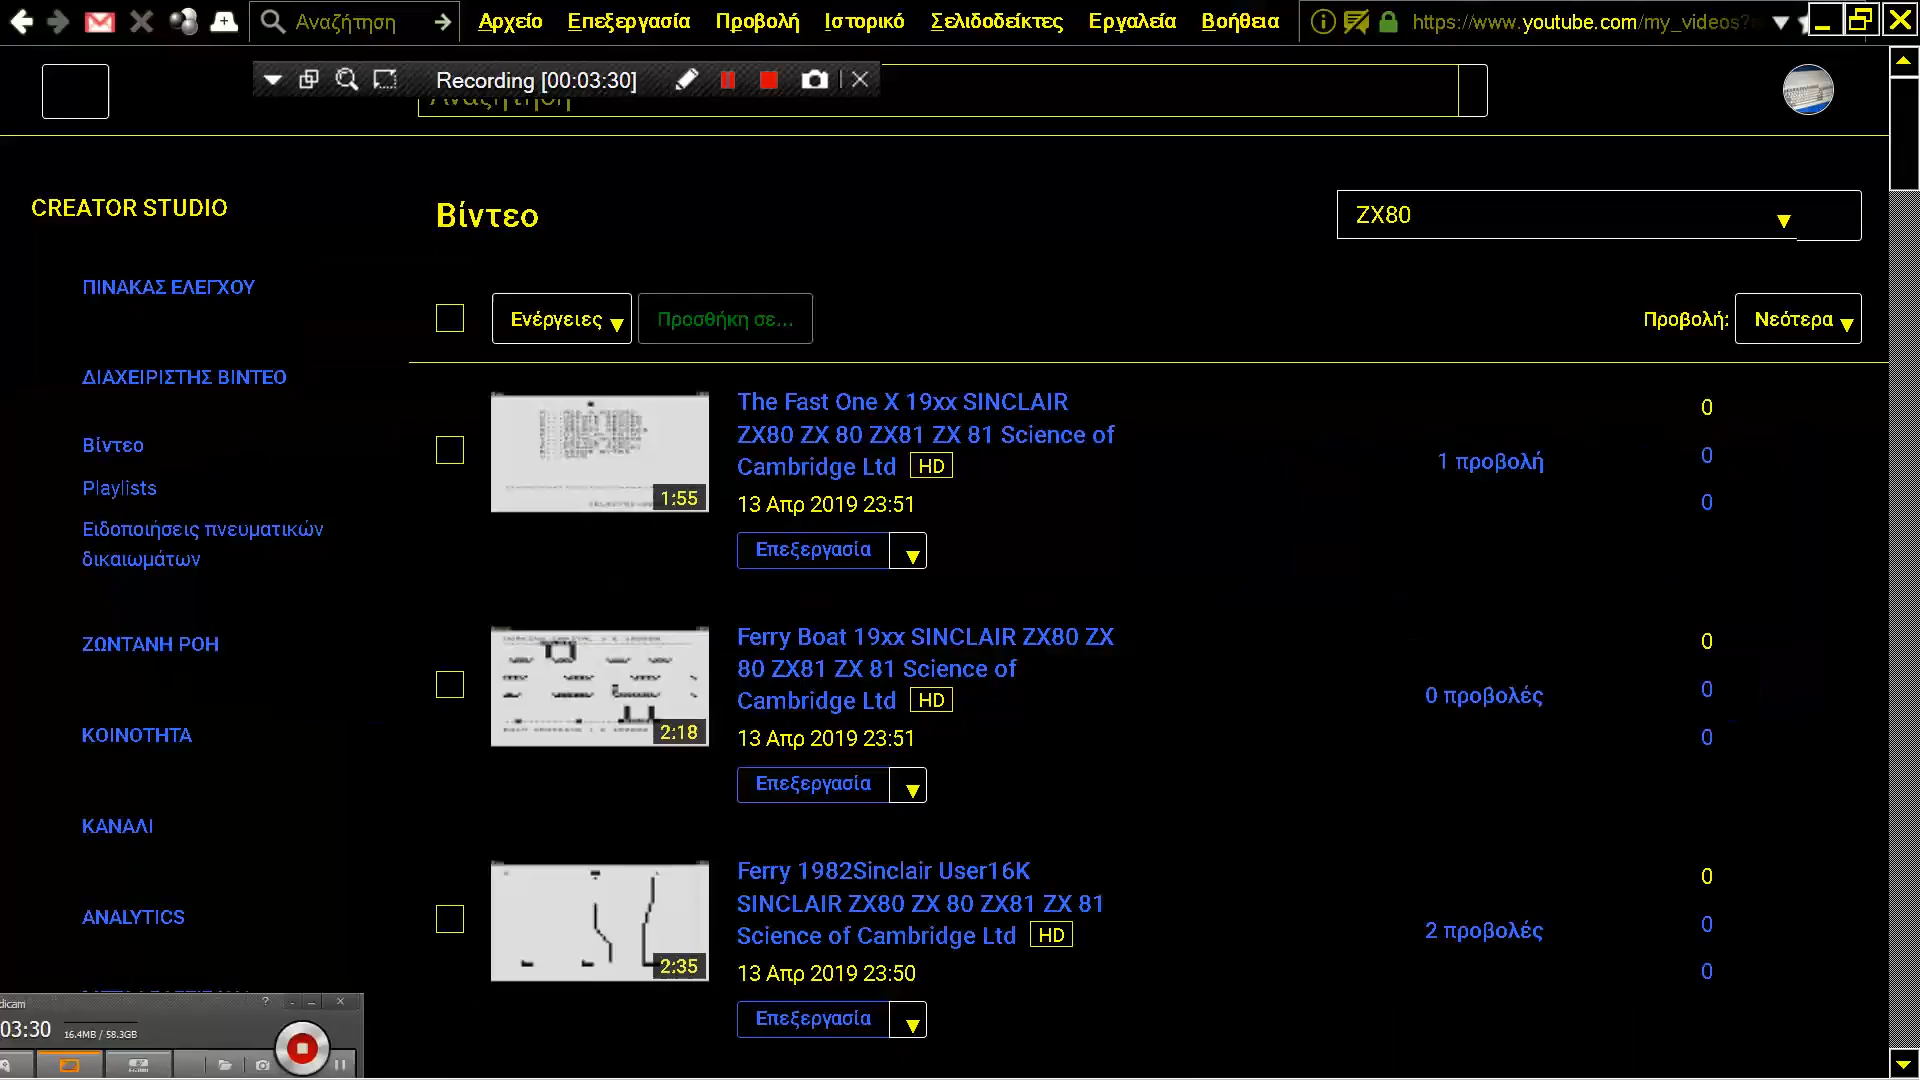 Αναζήτηση
Αρχείο Επεξεργασία Προβολή Ιστορικό Σελιδοδείκτες Εργαλεία Βοήθεια
https://www.youtube.com/my_videos?
Recording [00:03:30]
Αναζήτηση
CREATOR STUDIO
Βίντεο
ZX80
ΠΙΝΑΚΑΣ ΕΛΕΓΧΟΥ
Ενέργειες
Προσθήκη σε...
Προβολή:
Νεότερα
ΔΙΑΧΕΙΡΙΣΤΗΣ ΒΙΝΤΕΟ
Βίντεο
Playlists
Ειδοποιήσεις πνευματικών
δικαιωμάτων
ΖΩΝΤΑΝΗ ΡΟΗ
ΚΟΙΝΟΤΗΤΑ
ΚΑΝΑΛΙ
ANALYTICS
1:55
The Fast One X 19xx SINCLAIR
ZX80 ZX 80 ZX81 ZX 81 Science of
Cambridge Ltd HD
13 Απρ 2019 23:51
Επεξεργασία
1 προβολή
0
0
0
2:18
Ferry Boat 19xx SINCLAIR ZX80 ZX
80 ZX81 ZX 81 Science of
Cambridge Ltd HD
13 Απρ 2019 23:51
Επεξεργασία
0 προβολές
0
0
0
2:35
Ferry 1982Sinclair User16K
SINCLAIR ZX80 ZX 80 ZX81 ZX 81
Science of Cambridge Ltd HD
13 Απρ 2019 23:50
Επεξεργασία
2 προβολές
0
0
0
dicam
03:30
16.4MB / 58.3GB